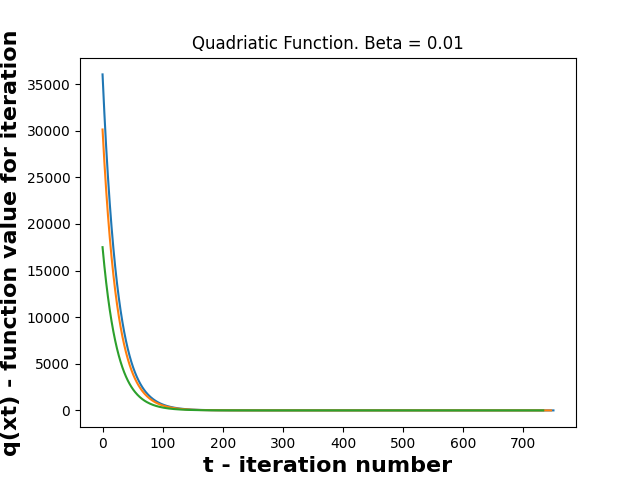 Quadriatic Function. Beta = 0.01
q(xt) - function value for iteration
35000
30000
25000
20000
15000
10000
5000
0
0 100 200 300 400 500 600 700
t - iteration number